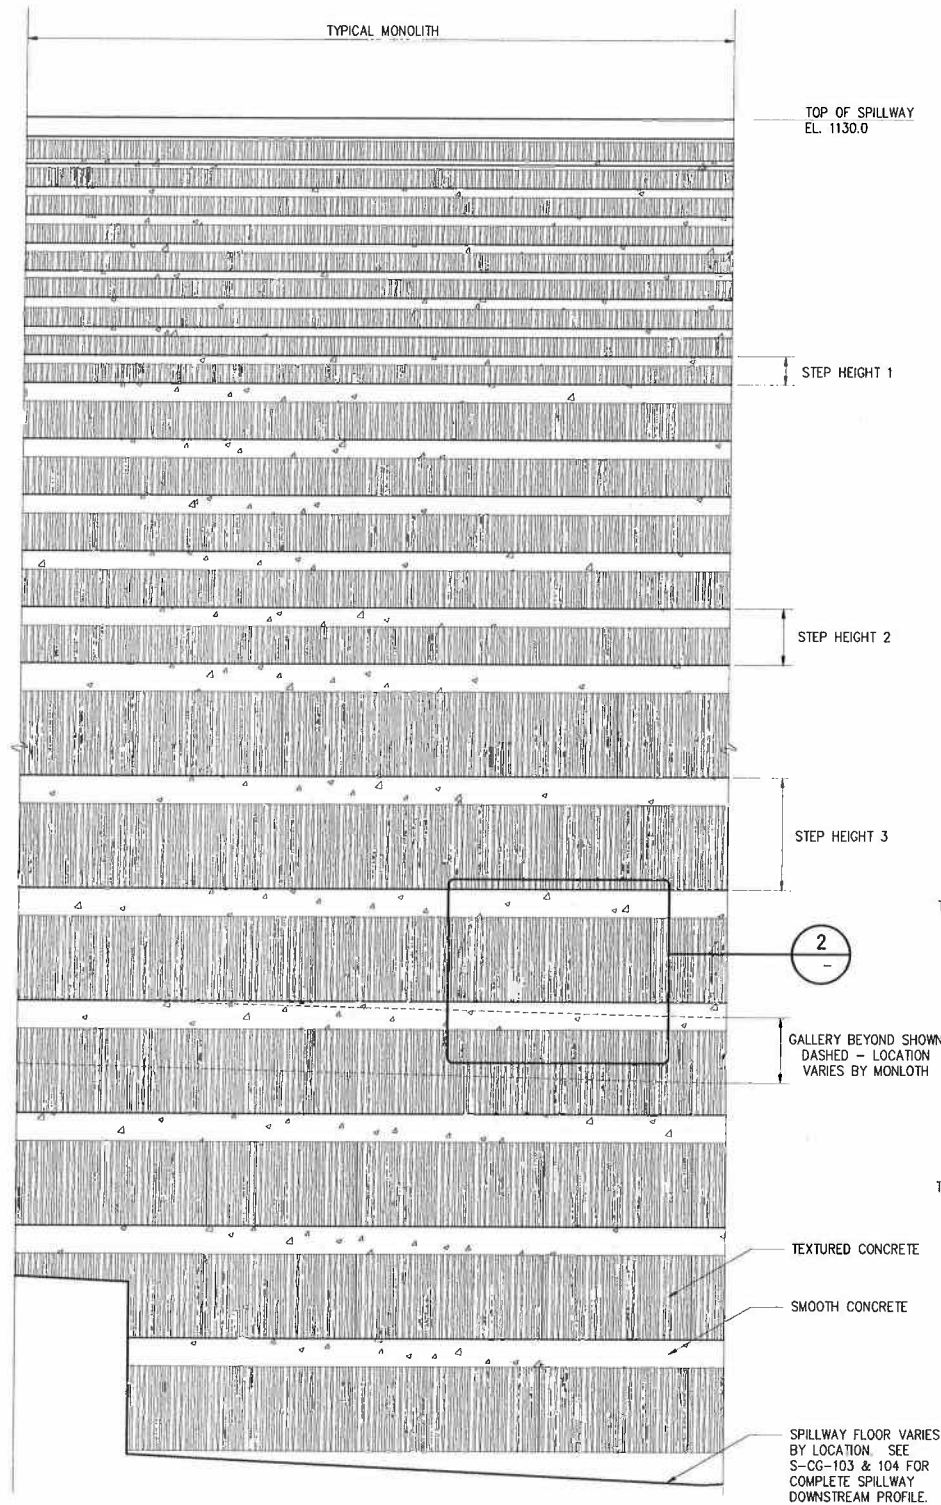 TYPICAL MONOLITH
TOP OF SPILLWAY
EL. 1130.0
STEP HEIGHT 1
STEP HEIGHT 2
STEP HEIGHT 3
2
-
GALLERY BEYOND SHOWN
DASHED - LOCATION
VARIES BY MONLOTH
TEXTURED CONCRETE
SMOOTH CONCRETE
SPILLWAY FLOOR VARIES
BY LOCATION. SEE
S-CG-103 & 104 FOR
COMPLETE SPILLWAY
DOWNSTREAM PROFILE.